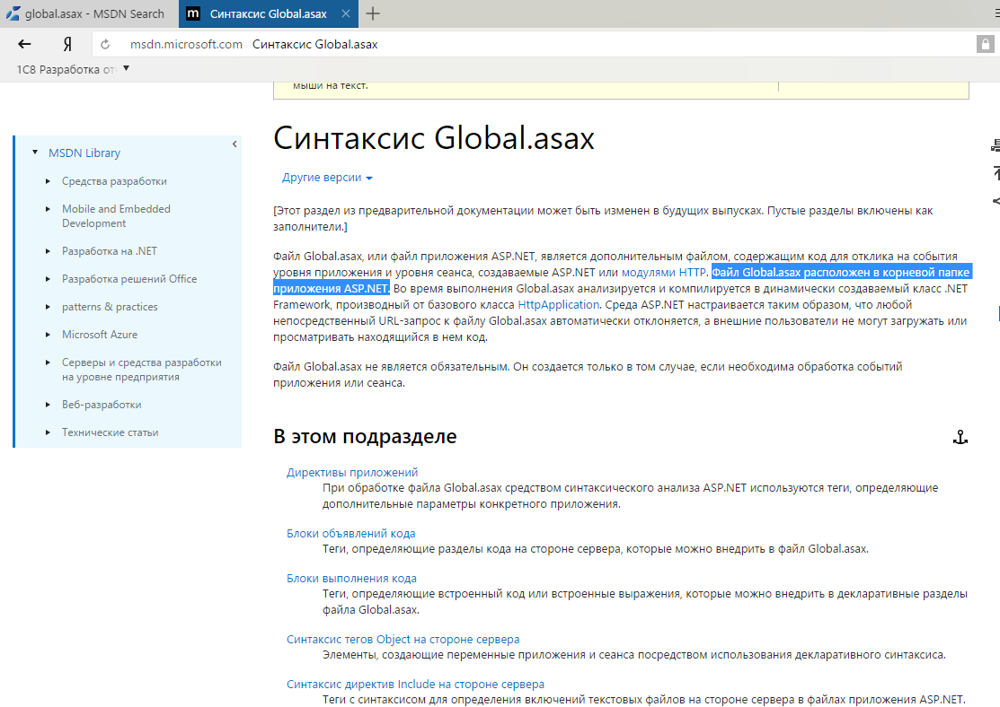 global.asax - MSDN Search
m Синтаксис Global.asax
Я msdn.microsoft.com Синтаксис Global.asax
1С8 Разработка от
мыши на текст.
Синтаксис Global.asax
MSDN Library
Средства разработки
Mobile and Embedded
Development
Разработка на .NET
Разработка решений Office
patterns & practices
Microsoft Azure
Серверы и средства разработки
на уровне предприятия
Веб-разработки
Технические статьи
Другие версии
[Этот раздел из предварительной документации может быть изменен в будущих выпусках. Пустые разделы включены как
заполнители.]
Файл Global.asax, или файл приложения ASP.NET, является дополнительным файлом, содержащим код для отклика на события
уровня приложения и уровня сеанса, создаваемые ASP.NET или модулями HTTP. Файл Global.asax расположен в корневой папке
приложения ASP.NET. Во время выполнения Global.asax анализируется и компилируется в динамически создаваемый класс .NET
Framework, производный от базового класса HttpApplication. Среда ASP.NET настраивается таким образом, что любой
непосредственный URL-запрос к файлу Global.asax автоматически отклоняется, а внешние пользователи не могут загружать или
просматривать находящийся в нем код.
Файл Global.asax не является обязательным. Он создается только в том случае, если необходима обработка событий
приложения или сеанса.
В этом подразделе
Директивы приложений
При обработке файла Global.asax средством синтаксического анализа ASP.NET используются теги, определяющие
дополнительные параметры конкретного приложения.
Блоки объявлений кода
Теги, определяющие разделы кода на стороне сервера, которые можно внедрить в файл Global.asax.
Блоки выполнения кода
Теги, определяющие встроенный код или встроенные выражения, которые можно внедрить в декларативные разделы
файла Global.asax.
Синтаксис тегов Object на стороне сервера
Элементы, создающие переменные приложения и сеанса посредством использования декларативного синтаксиса.
Синтаксис директив Include на стороне сервера
Теги с синтаксисом для определения включений текстовых файлов на стороне сервера в файлах приложения ASP.NET.